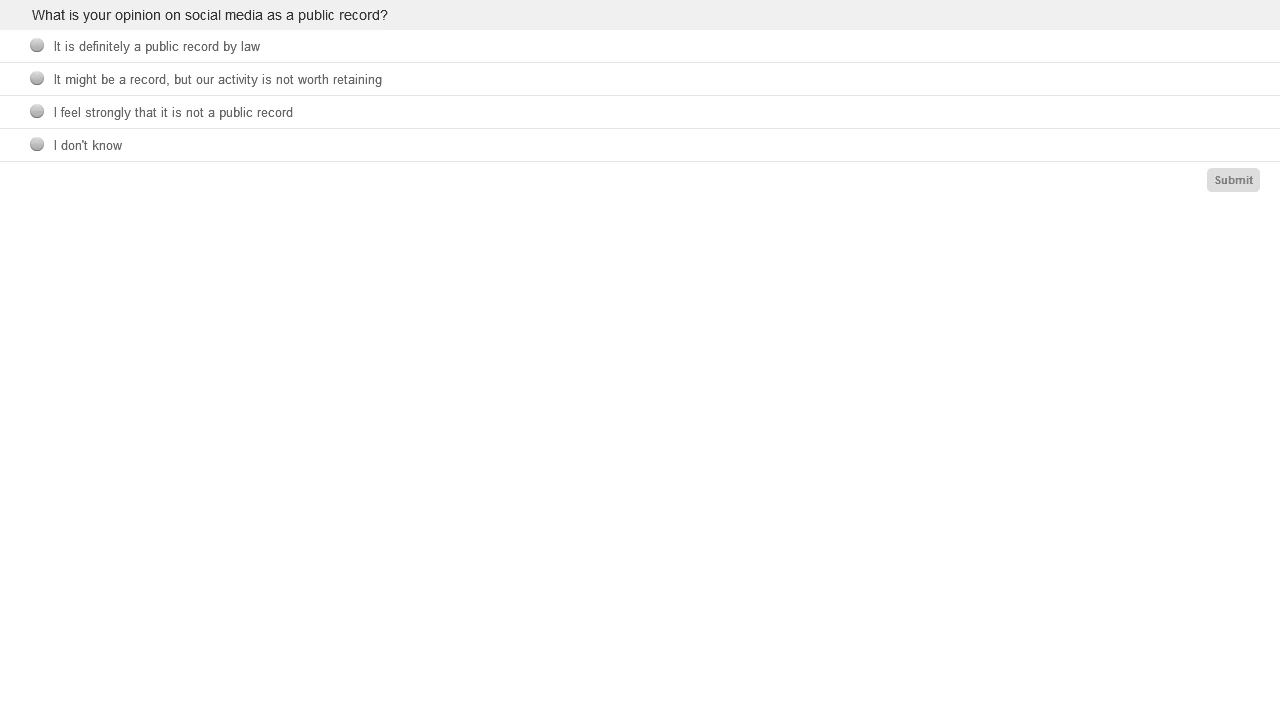 What is your opinion on social media as a public record?
It is definitely a public record by law
It might be a record, but our activity is not worth retaining
I feel strongly that it is not a public record
I don't know
Submit